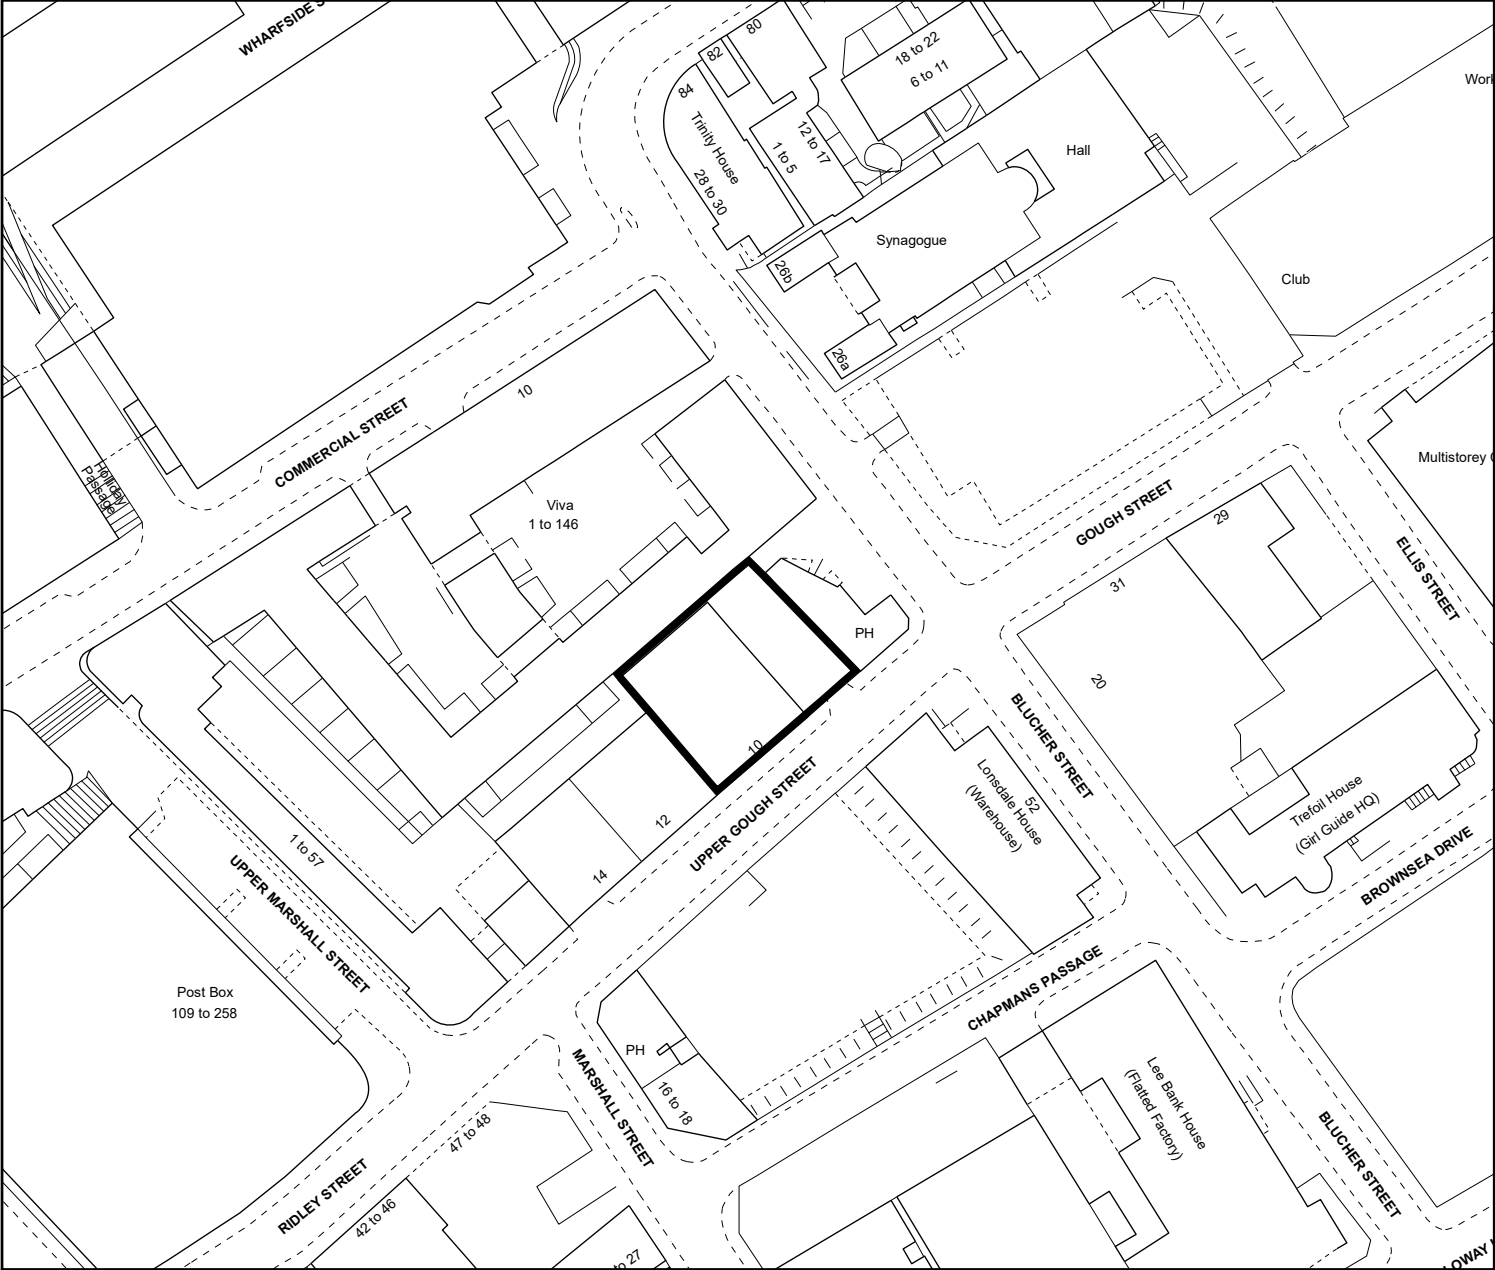 WHARFSIDE S
82
80
84
18 to 22
6 to 11
Work
Trinity House
28 to 30
12 to 17
1 to 5
Hall
Synagogue
26b
26a
Club
COMMERCIAL STREET
10
Holliday
Passage
Viva
1 to 146
GOUGH STREET
29
Multistorey C
31
ELLIS STREET
PH
20
BLUCHER STREET
10
UPPER GOUGH STREET
52
Lonsdale House
(Warehouse)
Trefoil House
(Girl Guide HQ)
12
14
1 to 57
UPPER MARSHALL STREET
BROWNSEA DRIVE
Post Box
109 to 258
CHAPMANS PASSAGE
PH
16 to 18
MARSHALL STREET
Lee Bank House
(Flatted Factory)
47 to 48
RIDLEY STREET
42 to 46
BLUCHER STREET
to 27
LOWAY